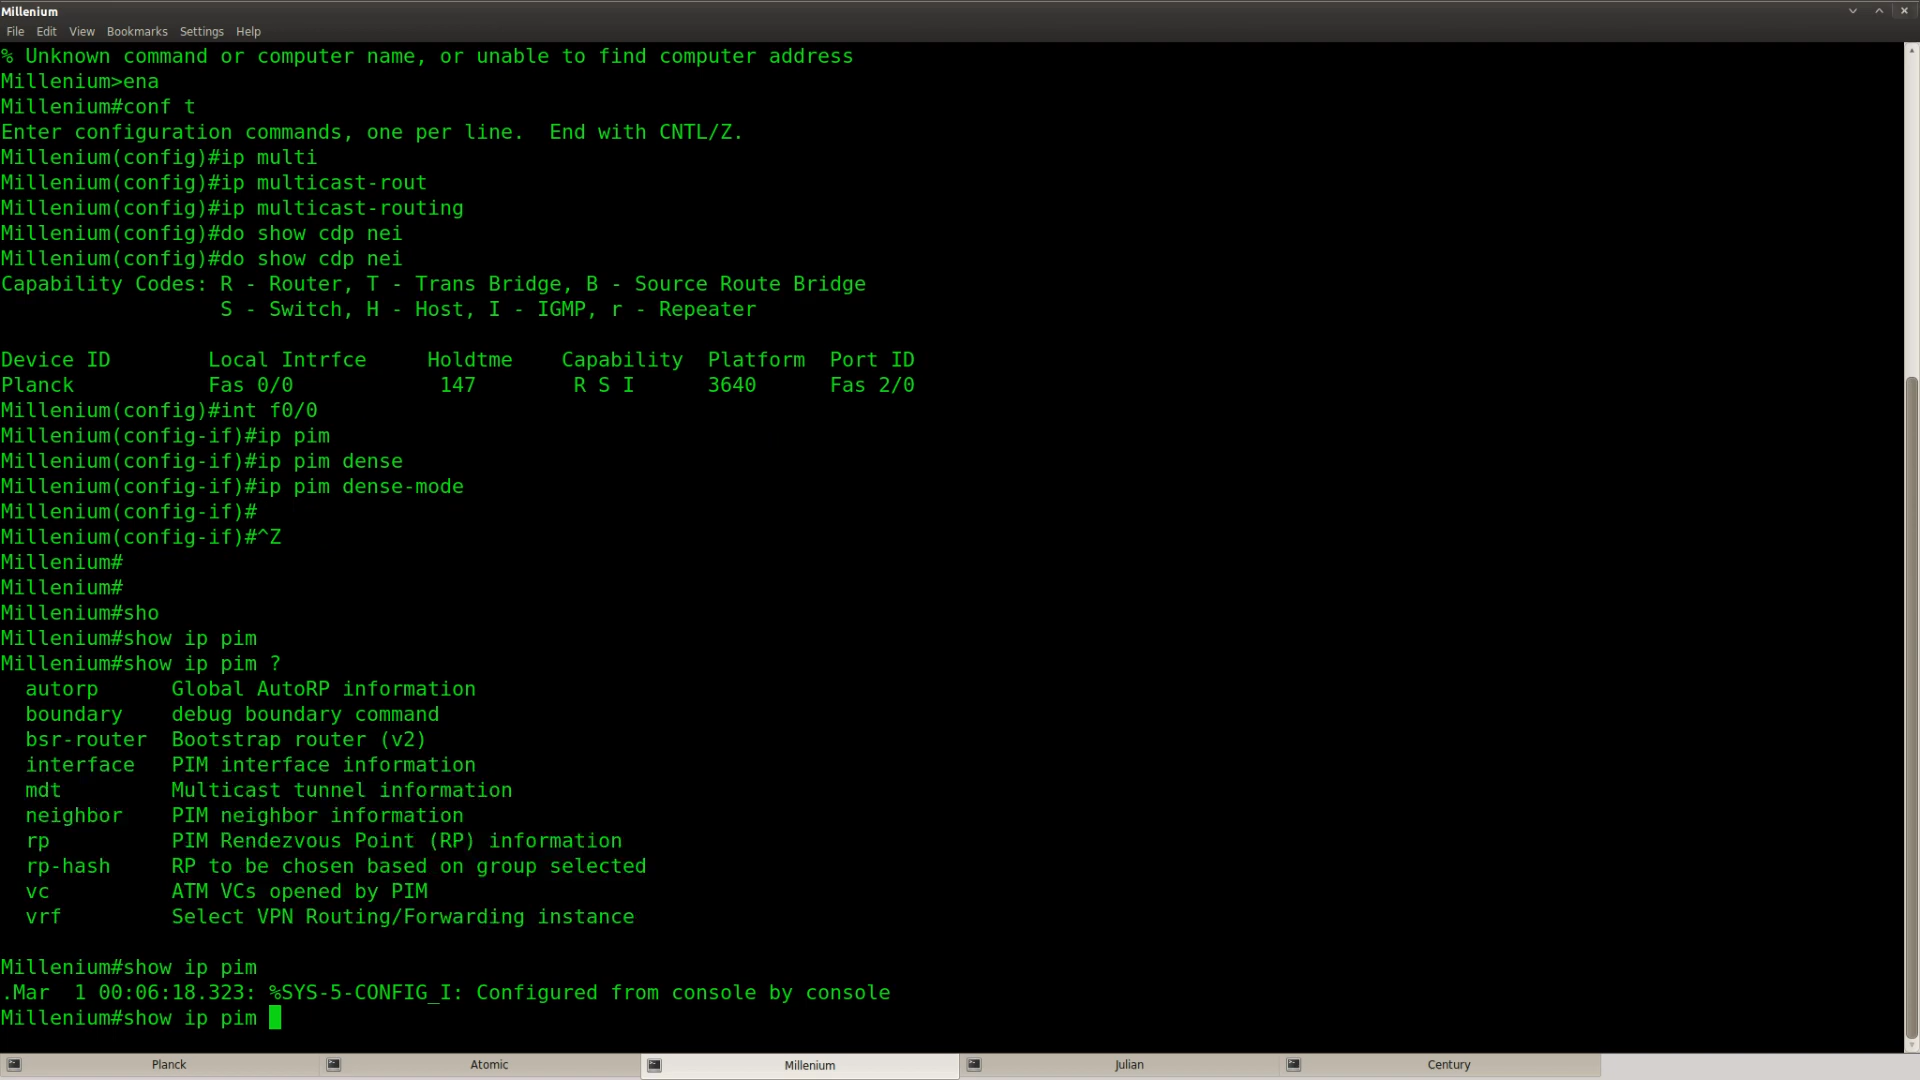 Millenium
File Edit View Bookmarks Settings Help
% Unknown command or computer name, or unable to find computer address
Millenium>ena
Millenium#conf t
Enter configuration commands, one per line.  End with CNTL/Z.
Millenium(config)#ip multi
Millenium(config)#ip multicast-rout
Millenium(config)#ip multicast-routing
Millenium(config)#do show cdp nei
Millenium(config)#do show cdp nei
Capability Codes: R - Router, T - Trans Bridge, B - Source Route Bridge
                  S - Switch, H - Host, I - IGMP, r - Repeater
Device ID        Local Intrfce     Holdtme    Capability  Platform  Port ID
Planck           Fas 0/0            147        R S I      3640      Fas 2/0
Millenium(config)#int f0/0
Millenium(config-if)#ip pim
Millenium(config-if)#ip pim dense
Millenium(config-if)#ip pim dense-mode
Millenium(config-if)#
Millenium(config-if)#^Z
Millenium#
Millenium#
Millenium#sho
Millenium#show ip pim
Millenium#show ip pim ?
  autorp      Global AutoRP information
  boundary    debug boundary command
  bsr-router  Bootstrap router (v2)
  interface   PIM interface information
  mdt         Multicast tunnel information
  neighbor    PIM neighbor information
  rp          PIM Rendezvous Point (RP) information
  rp-hash     RP to be chosen based on group selected
  vc          ATM VCs opened by PIM
  vrf         Select VPN Routing/Forwarding instance
Millenium#show ip pim
.Mar  1 00:06:18.323: %SYS-5-CONFIG_I: Configured from console by console
Millenium#show ip pim
Planck Atomic Millenium Julian Century